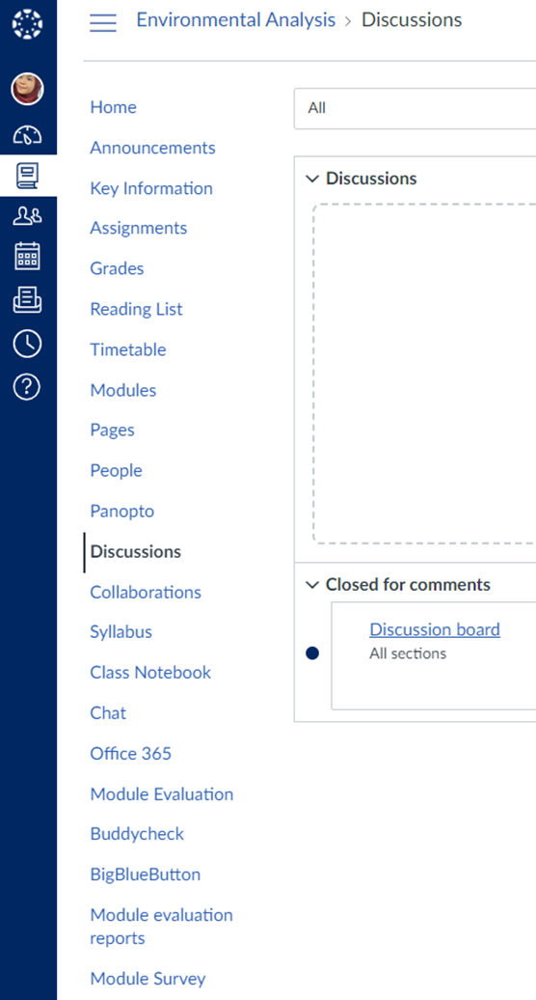 Environmental Analysis > Discussions
Home
Announcements
Key Information
Assignments
Grades
Reading List
Timetable
Modules
Pages
People
Panopto
Discussions
Collaborations
Syllabus
Class Notebook
Chat
Office 365
Module Evaluation
Buddycheck
BigBlueButton
Module evaluation
reports
Module Survey
All
Discussions
Closed for comments
Discussion board
All sections